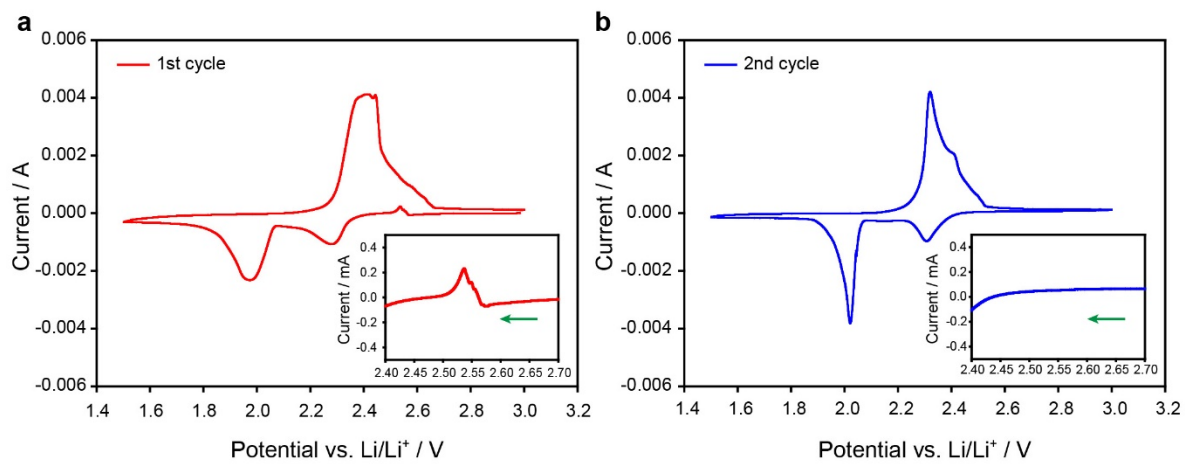 a
0.006
0.004
0.002
0.000
-0.002
-0.004
-0.006
Current / A
1st cycle
1.4 1.6 1.8 2.0 2.2 2.4 2.6 2.8 3.0 3.2
Potential vs. Li/Li⁺ / V
0.4
0.2
0.0
-0.2
-0.4
Current / mA
2.40 2.45 2.50 2.55 2.60 2.65 2.70
b
0.006
0.004
0.002
0.000
-0.002
-0.004
-0.006
Current / A
2nd cycle
1.4 1.6 1.8 2.0 2.2 2.4 2.6 2.8 3.0 3.2
Potential vs. Li/Li⁺ / V
0.4
0.2
0.0
-0.2
-0.4
Current / mA
2.40 2.45 2.50 2.55 2.60 2.65 2.70